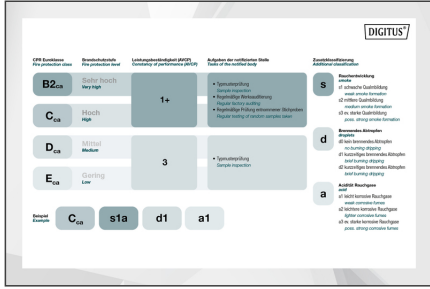 DIGITUS®
CPR Euroklasse
Fire protection class
Brandschutzstufe
Fire protection level
Leistungsbeständigkeit (AVCP)
Constancy of performance (AVCP)
Aufgaben der notifizierten Stelle
Tasks of the notified body
Zusatzklassifizierung
Additional classification
B2ca
Sehr hoch
Very high
Cca
Hoch
High
1+
• Typmusterprüfung
Sample inspection
• Regelmäßige Werksauditierung
Regular factory auditing
• Regelmäßige Prüfung entnommener Stichproben
Regular testing of random samples taken
Dca
Mittel
Medium
Eca
Gering
Low
3
• Typmusterprüfung
Sample inspection
s
Rauchentwicklung
smoke
s1 schwache Qualmbildung
weak smoke formation
s2 mittlere Qualmbildung
medium smoke formation
s3 ev. starke Qualmbildung
poss. strong smoke formation
d
Brennendes Abtropfen
droplets
d0 kein brennendes Abtropfen
no burning dripping
d1 kurzzeitiges brennendes Abtropfen
brief burning dripping
d2 kurzzeitiges brennendes Abtropfen
brief burning dripping
a
Acidität Rauchgase
acid
a1 leicht korrosive Rauchgase
weak corrosive fumes
a2 leichtere korrosive Rauchgase
lighter corrosive fumes
a3 ev. starke korrosive Rauchgase
poss. strong corrosive fumes
Beispiel
Example
Cca
s1a
d1
a1